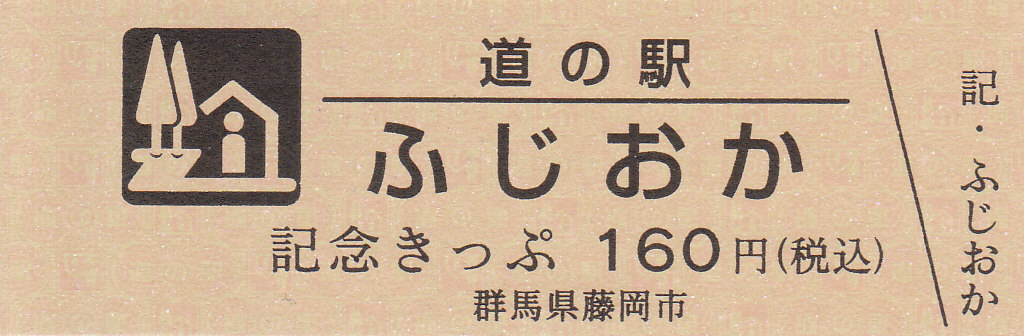 道の駅
ふじおか
記念きっぷ 160円(税込)
群馬県藤岡市
記・ふじおか